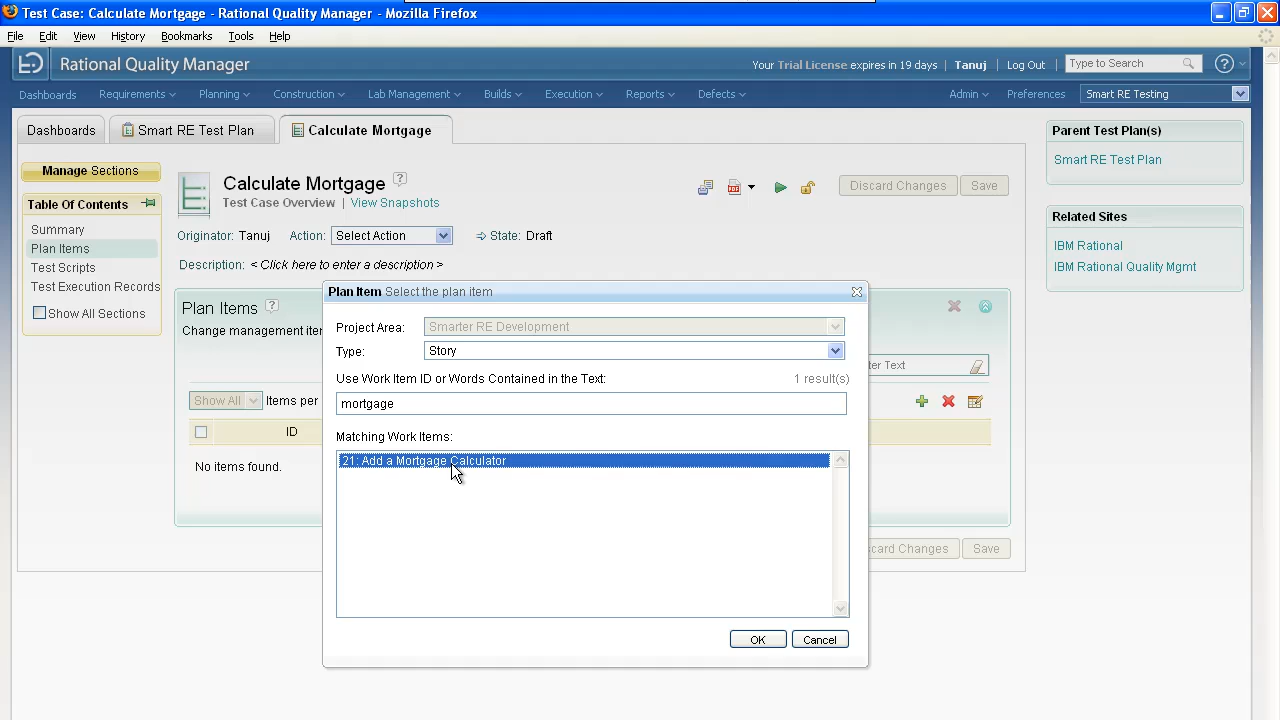 Test Case: Calculate Mortgage - Rational Quality Manager - Mozilla Firefox
File Edit View History Bookmarks Tools Help
Rational Quality Manager
Your Trial License expires in 19 days | Tanuj | Log Out | Type to Search
Dashboards Requirements Planning Construction Lab Management Builds Execution Reports Defects Admin Preferences Smart RE Testing
Dashboards Smart RE Test Plan Calculate Mortgage
Parent Test Plan(s)
Smart RE Test Plan
Related Sites
IBM Rational
IBM Rational Quality Mgmt
Manage Sections
Table Of Contents
Summary
Plan Items
Test Scripts
Test Execution Records
Show All Sections
Calculate Mortgage
Test Case Overview | View Snapshots
Discard Changes Save
Originator: Tanuj Action: Select Action State: Draft
Description: < Click here to enter a description >
Plan Items
Change management iter
ter Text
Show All Items per
ID
No items found.
card Changes Save
Plan Item Select the plan item
Project Area: Smarter RE Development
Type: Story
Use Work Item ID or Words Contained in the Text: 1 result(s)
mortgage
Matching Work Items:
21: Add a Mortgage Calculator
OK Cancel